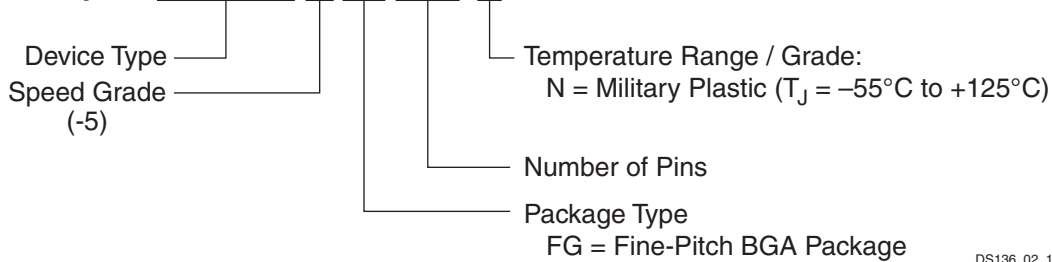 Device Type
Speed Grade
(-5)
Temperature Range / Grade:
N = Military Plastic (TJ = –55°C to +125°C)
Number of Pins
Package Type
FG = Fine-Pitch BGA Package